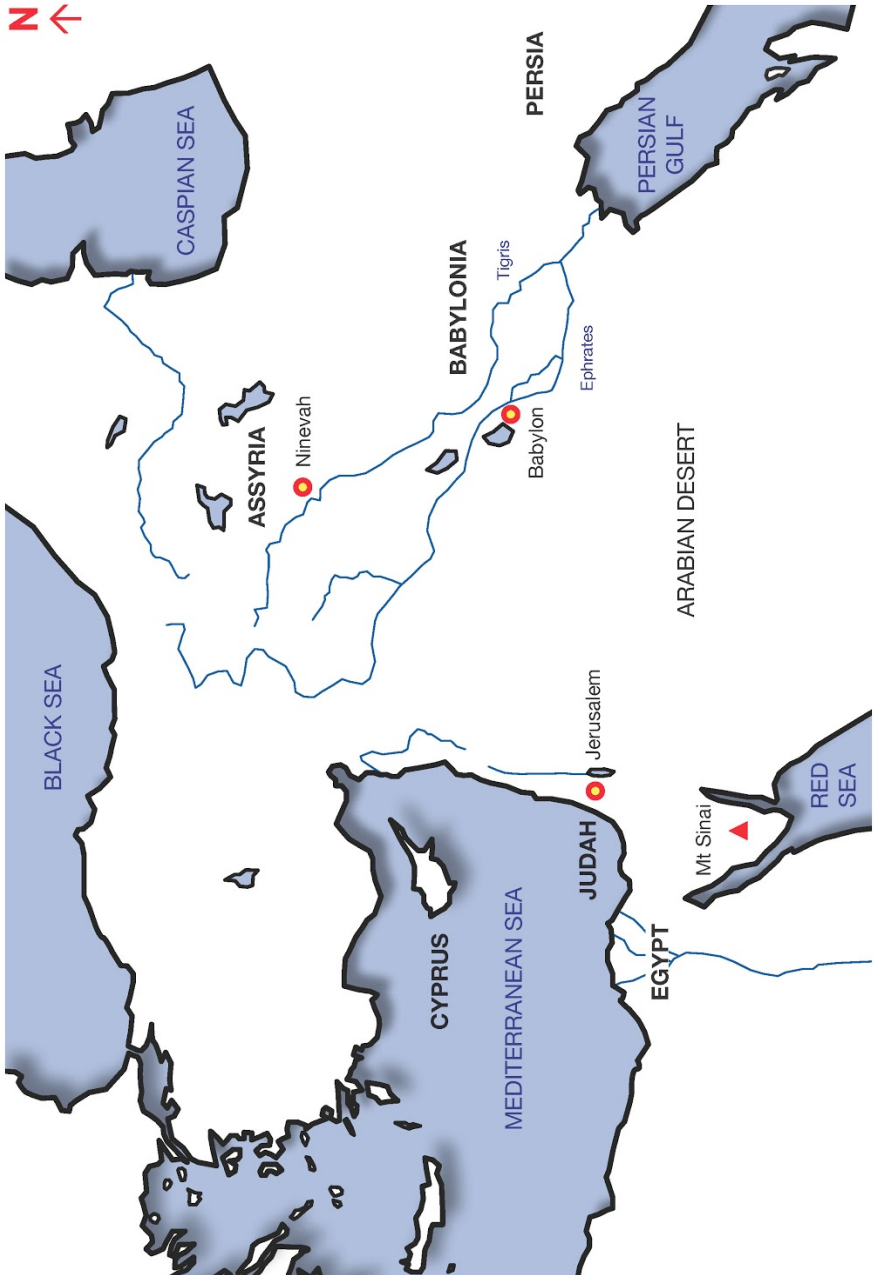 N
BLACK SEA
CASPIAN SEA
ASSYRIA
Ninevah
CYPRUS
BABYLONIA
Tigris
MEDITERRANEAN SEA
Babylon
PERSIA
Ephrates
JUDAH
Jerusalem
PERSIAN
GULF
EGYPT
ARABIAN DESERT
Mt Sinai
RED
SEA